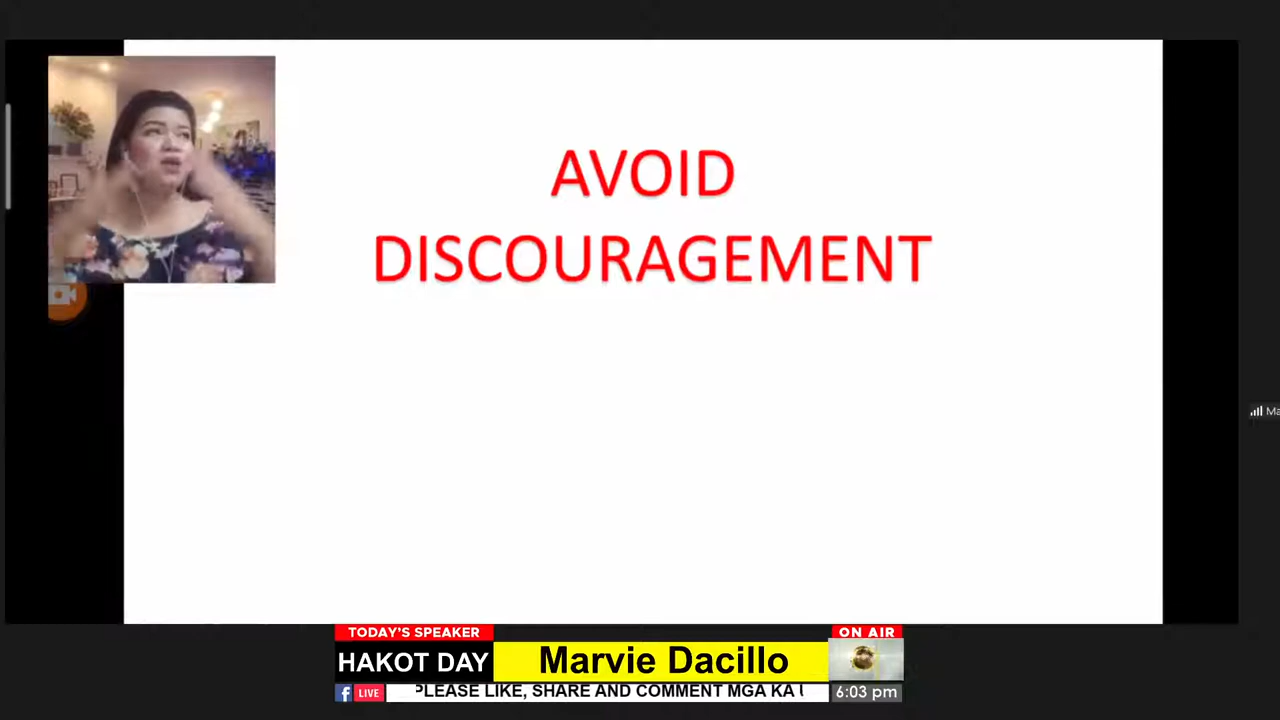 AVOID
DISCOURAGEMENT
TODAY'S SPEAKER
ON AIR
HAKOT DAY
Marvie Dacillo
LIVE
PLEASE LIKE, SHARE AND COMMENT MGA KA
6:03 pm